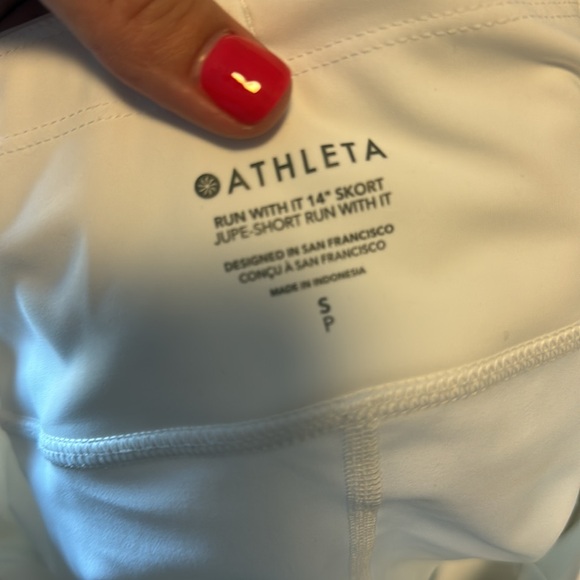 ATHLETA
RUN WITH IT 14" SKORT
JUPE-SHORT RUN WITH IT
DESIGNED IN SAN FRANCISCO
CONÇU À SAN FRANCISCO
MADE IN INDONESIA
S
P